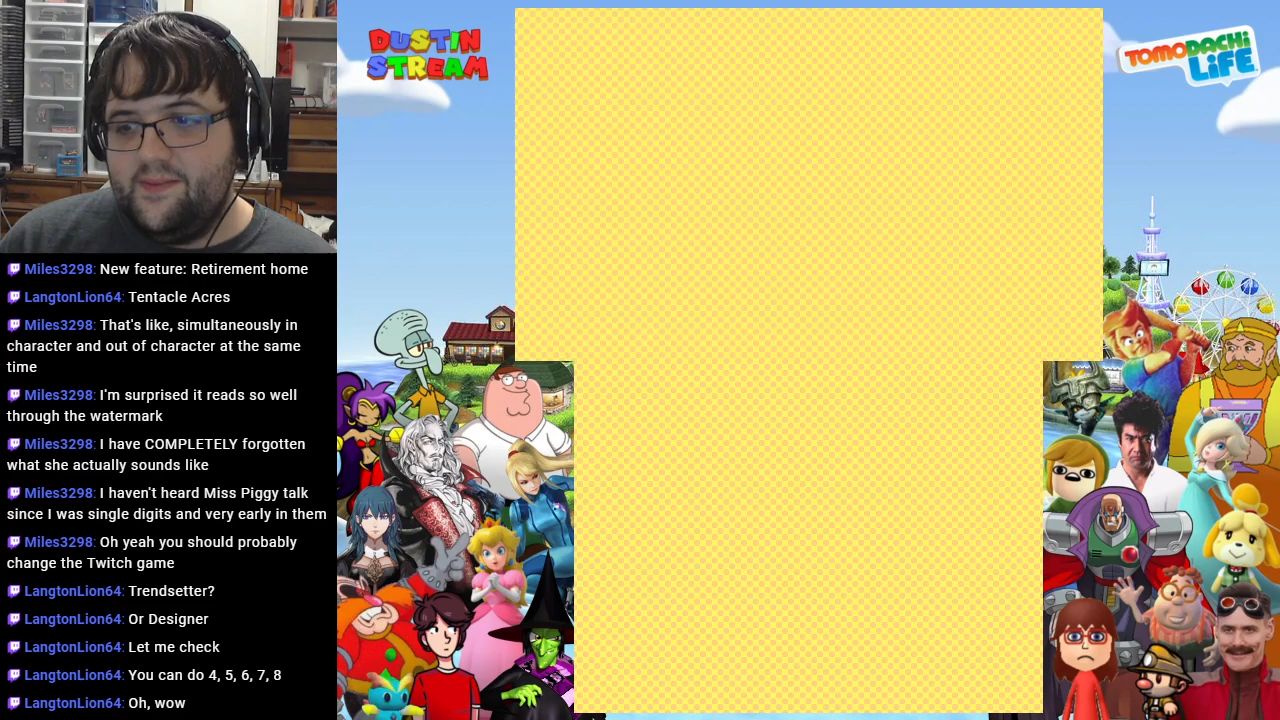 DUSTIN
STREAM
TOMODACHi
LiFE
Miles3298: New feature: Retirement home
LangtonLion64: Tentacle Acres
Miles3298: That's like, simultaneously in
character and out of character at the same
time
Miles3298: I'm surprised it reads so well
through the watermark
Miles3298: I have COMPLETELY forgotten
what she actually sounds like
Miles3298: I haven't heard Miss Piggy talk
since I was single digits and very early in them
Miles3298: Oh yeah you should probably
change the Twitch game
LangtonLion64: Trendsetter?
LangtonLion64: Or Designer
LangtonLion64: Let me check
LangtonLion64: You can do 4, 5, 6, 7, 8
LangtonLion64: Oh, wow